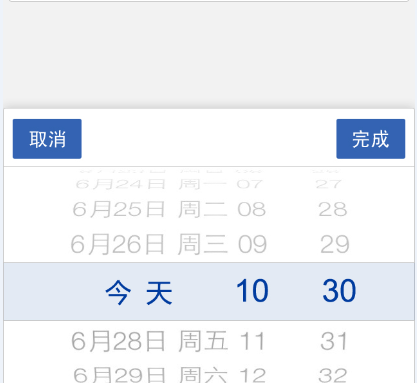 取消 完成
6月24日 周一 07 27
6月25日 周二 08 28
6月26日 周三 09 29
今天 10 30
6月28日 周五 11 31
6月29日 周六 12 32